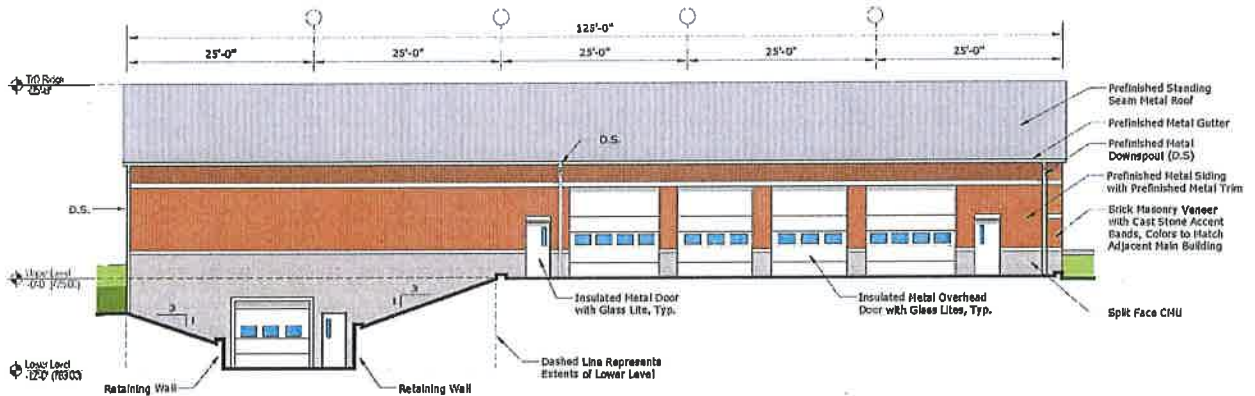 125'-0"
25'-0"
25'-0"
25'-0"
25'-0"
25'-0"
T/O Ridge
D.S.
D.S.
Prefinished Standing
Seam Metal Roof
Prefinished Metal Gutter
Prefinished Metal
Downspout (D.S)
Prefinished Metal Siding
with Prefinished Metal Trim
Brick Masonry Veneer
with Cast Stone Accent
Bands, Colors to Match
Adjacent Main Building
Split Face CMU
Upper Level
3
1
3
1
Insulated Metal Door
with Glass Lite, Typ.
Insulated Metal Overhead
Door with Glass Lites, Typ.
Lower Level
Retaining Wall
Retaining Wall
Dashed Line Represents
Extents of Lower Level